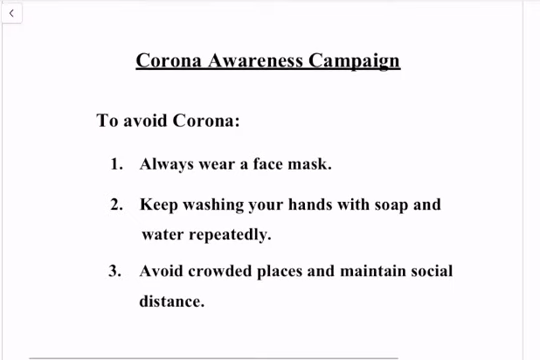 Corona Awareness Campaign
To avoid Corona:
1. Always wear a face mask.
2. Keep washing your hands with soap and
water repeatedly.
3. Avoid crowded places and maintain social
distance.